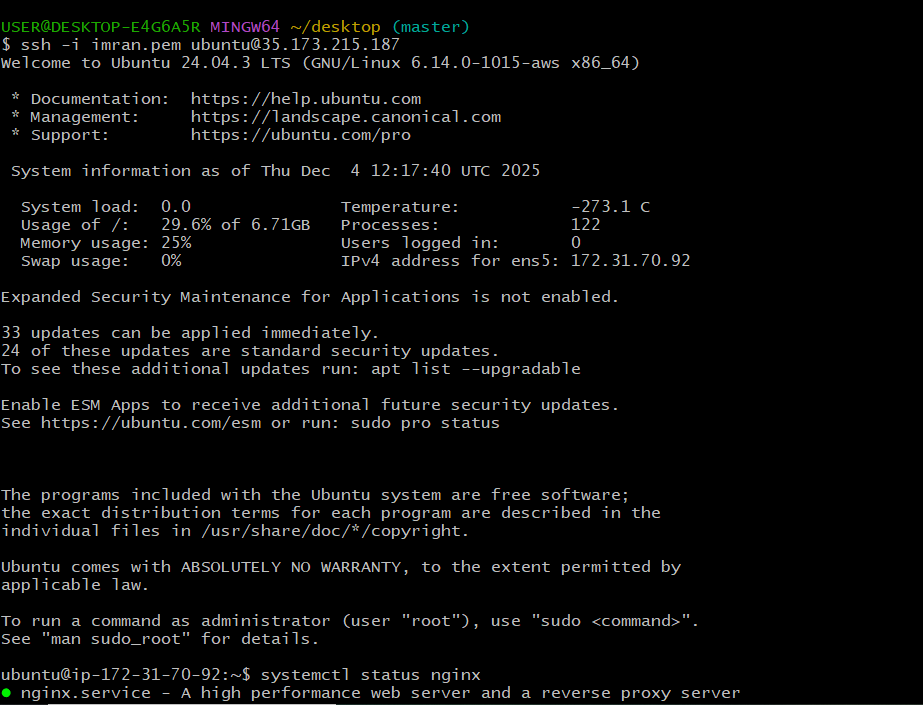 USER@DESKTOP-E4G6A5R MINGW64 ~/desktop (master)
$ ssh -i imran.pem ubuntu@35.173.215.187
Welcome to Ubuntu 24.04.3 LTS (GNU/Linux 6.14.0-1015-aws x86_64)

 * Documentation:  https://help.ubuntu.com
 * Management:     https://landscape.canonical.com
 * Support:        https://ubuntu.com/pro

 System information as of Thu Dec  4 12:17:40 UTC 2025

  System load:  0.0               Temperature:           -273.1 C
  Usage of /:   29.6% of 6.71GB   Processes:             122
  Memory usage: 25%               Users logged in:       0
  Swap usage:   0%                IPv4 address for ens5: 172.31.70.92

Expanded Security Maintenance for Applications is not enabled.

33 updates can be applied immediately.
24 of these updates are standard security updates.
To see these additional updates run: apt list --upgradable

Enable ESM Apps to receive additional future security updates.
See https://ubuntu.com/esm or run: sudo pro status

The programs included with the Ubuntu system are free software;
the exact distribution terms for each program are described in the
individual files in /usr/share/doc/*/copyright.

Ubuntu comes with ABSOLUTELY NO WARRANTY, to the extent permitted by
applicable law.

To run a command as administrator (user "root"), use "sudo <command>".
See "man sudo_root" for details.

ubuntu@ip-172-31-70-92:~$ systemctl status nginx
● nginx.service - A high performance web server and a reverse proxy server